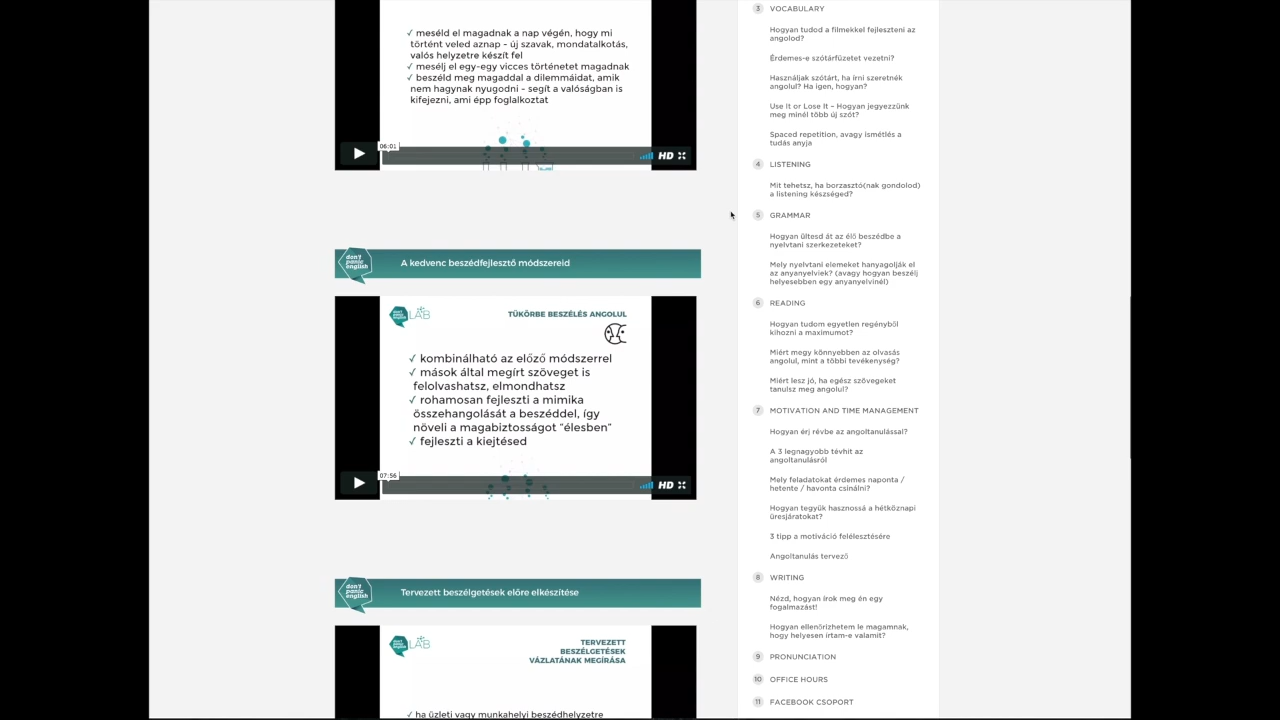 ✓ meséld el magadnak a nap végén, hogy mi
történt veled aznap - új szavak, mondatalkotás,
valós helyzetre készít fel
✓ mesélj el egy-egy vicces történetet magadnak
✓ beszéld meg magaddal a dilemmáidat, amik
nem hagynak nyugodni - segít a valóságban is
kifejezni, ami épp foglalkoztat
06:01
HD
don't
panic
english
A kedvenc beszédfejlesztő módszereid
LAB
TÜKÖRBE BESZÉLÉS ANGOLUL
✓ kombinálható az előző módszerrel
✓ mások által megírt szöveget is
felolvashatsz, elmondhatsz
✓ rohamosan fejleszti a mimika
összehangolását a beszéddel, így
növeli a magabiztosságot "élesben"
✓ fejleszti a kiejtésed
07:56
HD
don't
panic
english
Tervezett beszélgetések előre elkészítése
LAB
TERVEZETT
BESZÉLGETÉSEK
VÁZLATÁNAK MEGÍRÁSA
✓ ha üzleti vagy munkahelyi beszédhelyzetre
3 VOCABULARY
Hogyan tudod a filmekkel fejleszteni az
angolod?
Érdemes-e szótárfüzetet vezetni?
Használjak szótárt, ha írni szeretnék
angolul? Ha igen, hogyan?
Use It or Lose It – Hogyan jegyezzünk
meg minél több új szót?
Spaced repetition, avagy ismétlés a
tudás anyja
4 LISTENING
Mit tehetsz, ha borzasztó(nak gondolod)
a listening készséged?
5 GRAMMAR
Hogyan ültesd át az élő beszédbe a
nyelvtani szerkezeteket?
Mely nyelvtani elemeket hanyagolják el
az anyanyelviek? (avagy hogyan beszélj
helyesebben egy anyanyelvinél)
6 READING
Hogyan tudom egyetlen regényből
kihozni a maximumot?
Miért megy könnyebben az olvasás
angolul, mint a többi tevékenység?
Miért lesz jó, ha egész szövegeket
tanulsz meg angolul?
7 MOTIVATION AND TIME MANAGEMENT
Hogyan érj révbe az angoltanulással?
A 3 legnagyobb tévhit az
angoltanulásról
Mely feladatokat érdemes naponta /
hetente / havonta csinálni?
Hogyan tegyük hasznossá a hétköznapi
üresjáratokat?
3 tipp a motiváció felélesztésére
Angoltanulás tervező
8 WRITING
Nézd, hogyan írok meg én egy
fogalmazást!
Hogyan ellenőrizhetem le magamnak,
hogy helyesen írtam-e valamit?
9 PRONUNCIATION
10 OFFICE HOURS
11 FACEBOOK CSOPORT